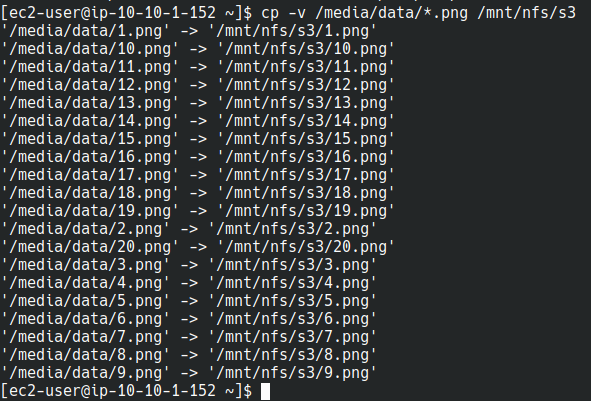 [ec2-user@ip-10-10-1-152 ~]$ cp -v /media/data/*.png /mnt/nfs/s3
'/media/data/1.png' -> '/mnt/nfs/s3/1.png'
'/media/data/10.png' -> '/mnt/nfs/s3/10.png'
'/media/data/11.png' -> '/mnt/nfs/s3/11.png'
'/media/data/12.png' -> '/mnt/nfs/s3/12.png'
'/media/data/13.png' -> '/mnt/nfs/s3/13.png'
'/media/data/14.png' -> '/mnt/nfs/s3/14.png'
'/media/data/15.png' -> '/mnt/nfs/s3/15.png'
'/media/data/16.png' -> '/mnt/nfs/s3/16.png'
'/media/data/17.png' -> '/mnt/nfs/s3/17.png'
'/media/data/18.png' -> '/mnt/nfs/s3/18.png'
'/media/data/19.png' -> '/mnt/nfs/s3/19.png'
'/media/data/2.png' -> '/mnt/nfs/s3/2.png'
'/media/data/20.png' -> '/mnt/nfs/s3/20.png'
'/media/data/3.png' -> '/mnt/nfs/s3/3.png'
'/media/data/4.png' -> '/mnt/nfs/s3/4.png'
'/media/data/5.png' -> '/mnt/nfs/s3/5.png'
'/media/data/6.png' -> '/mnt/nfs/s3/6.png'
'/media/data/7.png' -> '/mnt/nfs/s3/7.png'
'/media/data/8.png' -> '/mnt/nfs/s3/8.png'
'/media/data/9.png' -> '/mnt/nfs/s3/9.png'
[ec2-user@ip-10-10-1-152 ~]$